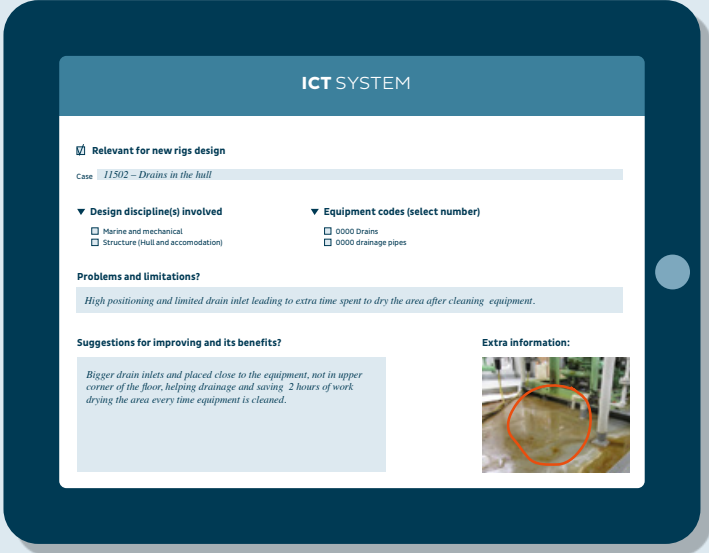 ICT SYSTEM
Relevant for new rigs design
Case 11502 – Drains in the hull
Design discipline(s) involved
Equipment codes (select number)
Marine and mechanical
0000 Drains
Structure (Hull and accomodation)
0000 drainage pipes
Problems and limitations?
High positioning and limited drain inlet leading to extra time spent to dry the area after cleaning equipment.
Suggestions for improving and its benefits?
Extra information:
Bigger drain inlets and placed close to the equipment, not in upper
corner of the floor, helping drainage and saving 2 hours of work
drying the area every time equipment is cleaned.